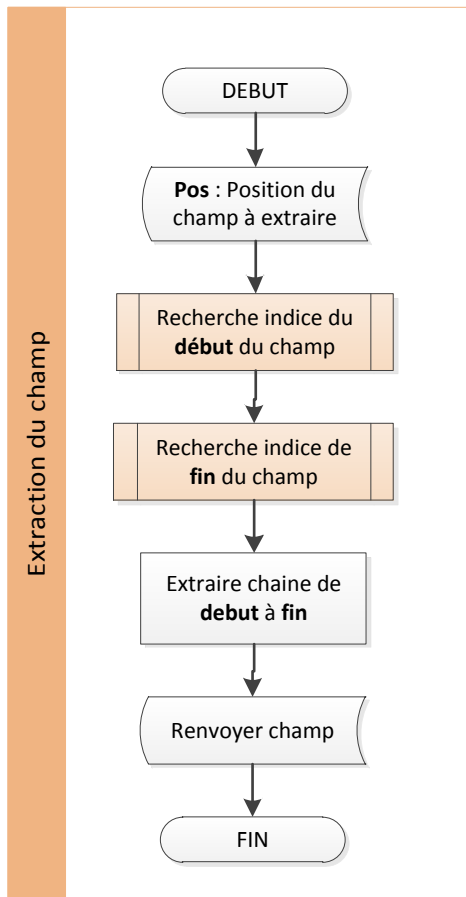 Extraction du champ
DEBUT
Pos : Position du
champ à extraire
Recherche indice du
début du champ
Recherche indice de
fin du champ
Extraire chaine de
debut à fin
Renvoyer champ
FIN